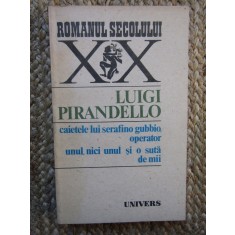 ROMANUL SECOLULUI
XX
LUIGI
PIRANDELLO
caietele lui serafino gubbio
operator
unul, nici unul și o sută
de mii
UNIVERS